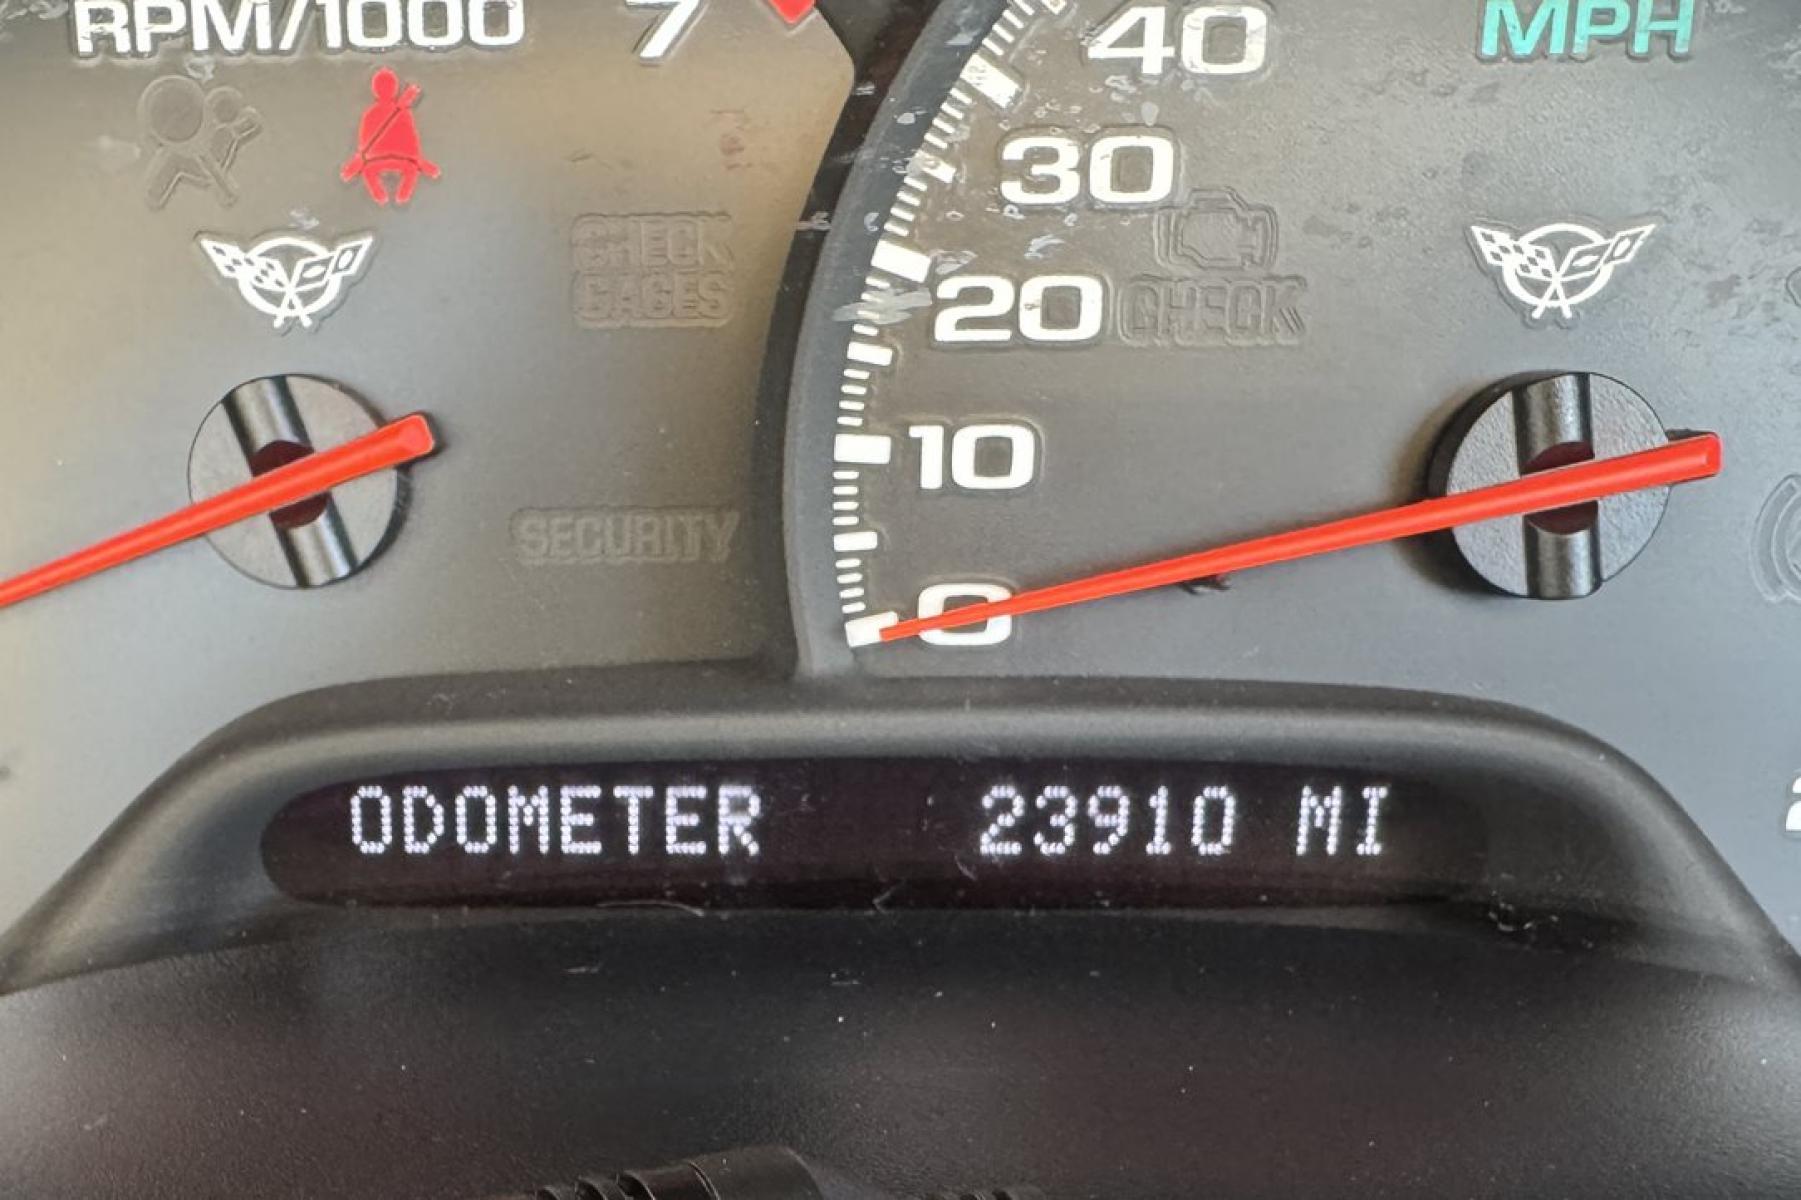 RPM/1000
7
40
MPH
30
CHECK
GAGES
20
CHECK
10
SECURITY
0
ODOMETER 23910 MI